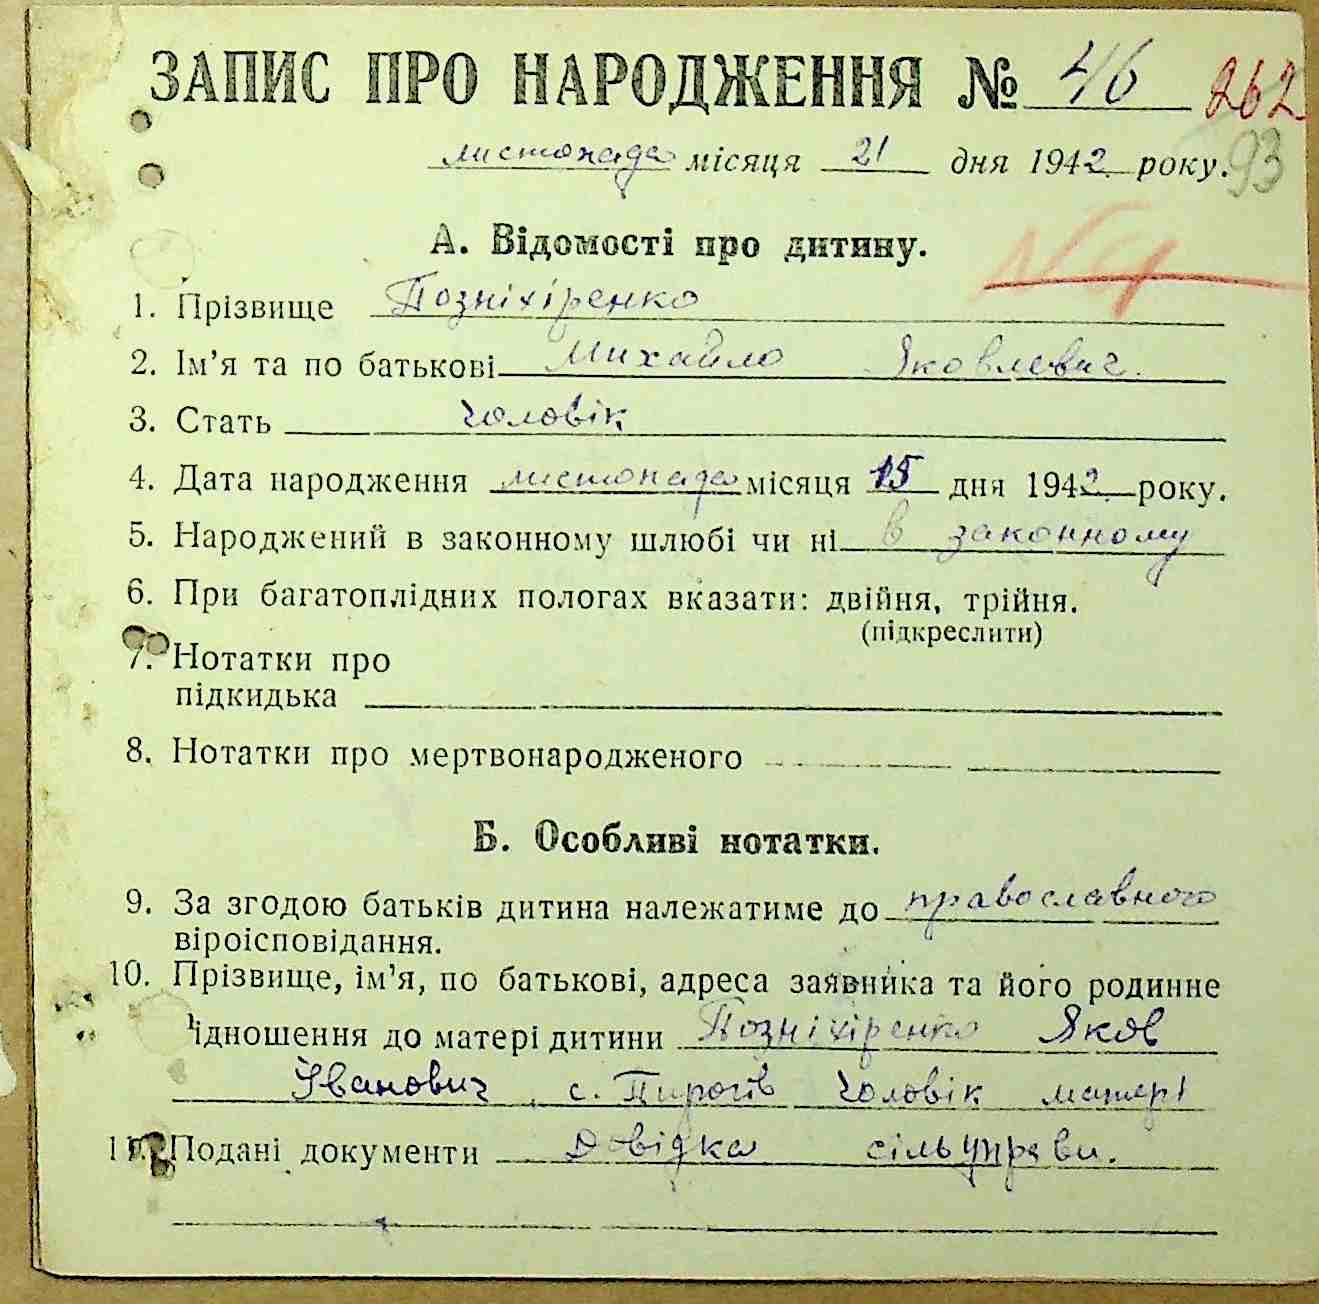 ЗАПИС ПРО НАРОДЖЕННЯ № 46 262
листопада місяця 21 дня 1942 року. 93
А. Відомості про дитину.
1. Прізвище Позніхіренко
2. Ім'я та по батькові Михайло Яковлевич.
3. Стать Чоловік
4. Дата народження листопада місяця 15 дня 1942 року.
5. Народжений в законному шлюбі чи ні в законному
6. При багатоплідних пологах вказати: двійня, трійня.
(підкреслити)
7. Нотатки про
підкидька
8. Нотатки про мертвонародженого
Б. Особливі нотатки.
9. За згодою батьків дитина належатиме до православного
віроісповідання.
10. Прізвище, ім'я, по батькові, адреса заявника та його родинне
відношення до матері дитини Позніхіренко Яков
Іванович, с. Пирогів Чоловік матері
11. Подані документи Довідка сільуправи.